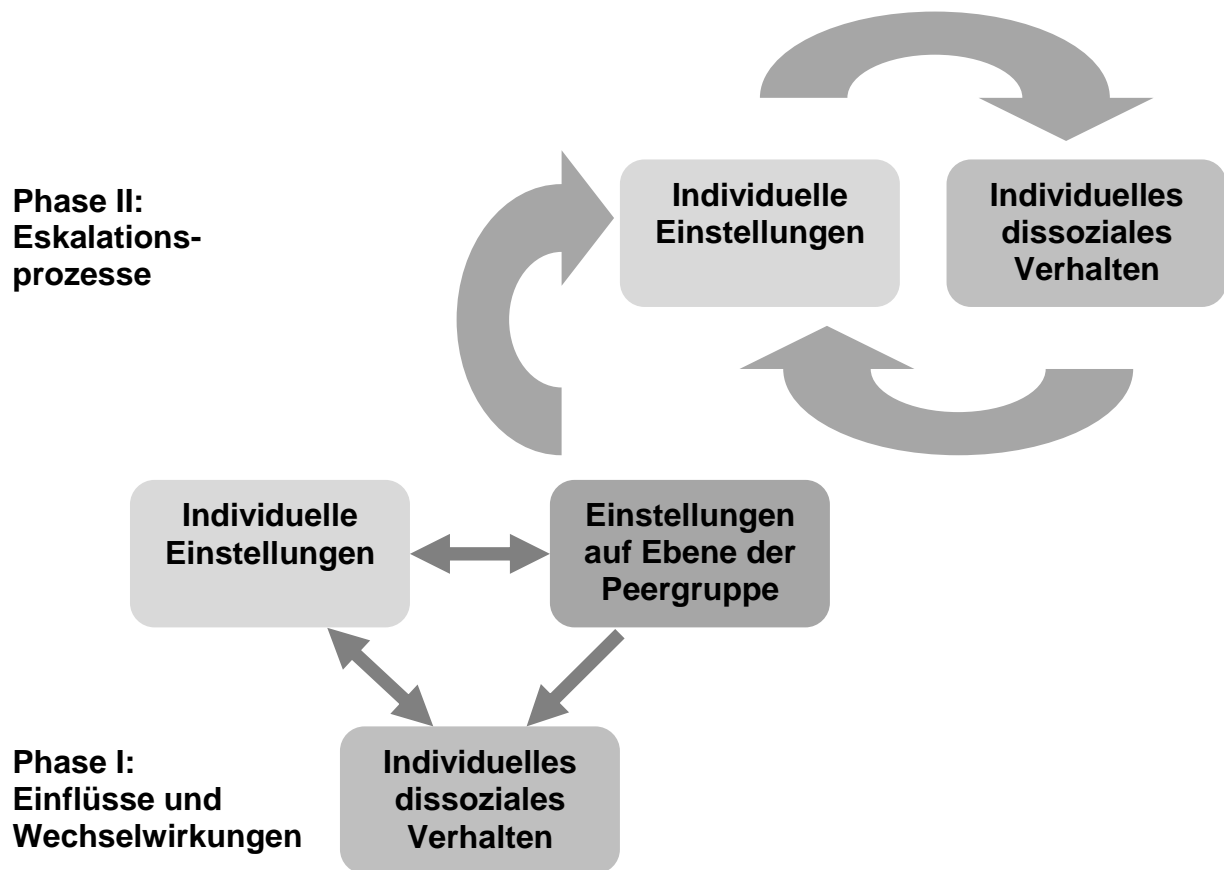 Phase II:
Eskalations-
prozesse
Individuelle
Einstellungen
Individuelles
dissoziales
Verhalten
Individuelle
Einstellungen
Einstellungen
auf Ebene der
Peergruppe
Phase I:
Einflüsse und
Wechselwirkungen
Individuelles
dissoziales
Verhalten